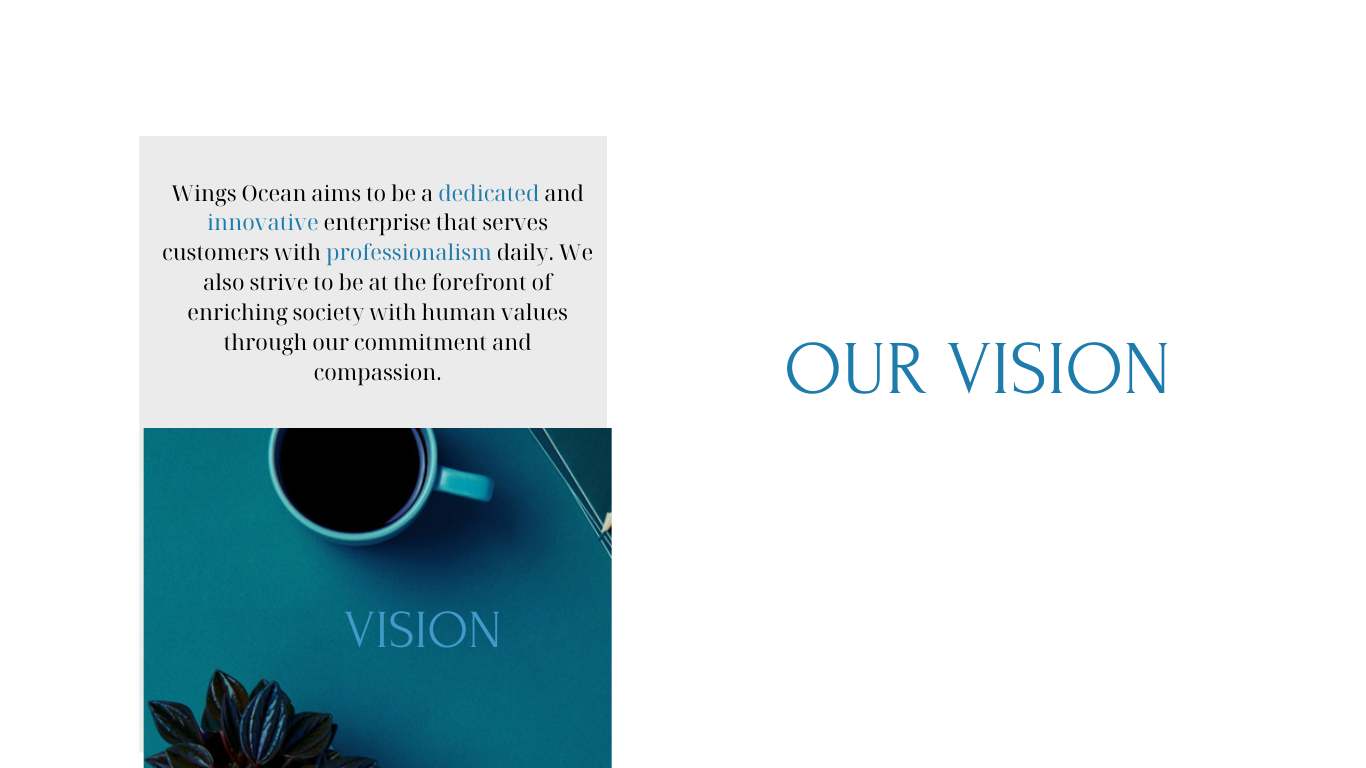 Wings Ocean aims to be a dedicated and
innovative enterprise that serves
customers with professionalism daily. We
also strive to be at the forefront of
enriching society with human values
through our commitment and
compassion.
VISION
OUR VISION